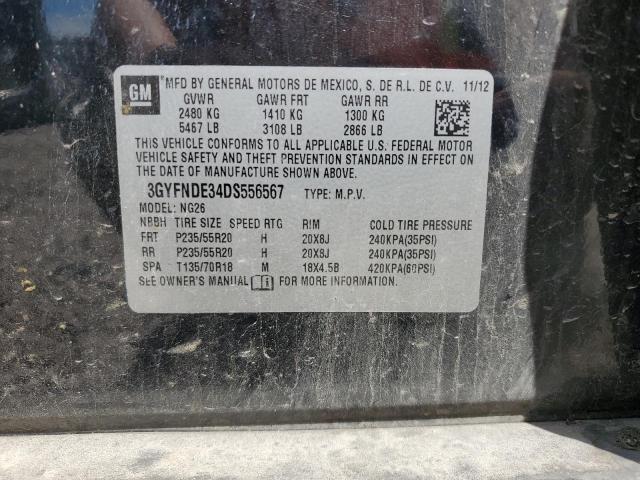 GM
MFD BY GENERAL MOTORS DE MEXICO, S. DE R.L. DE C.V. 11/12
GVWR GAWR FRT GAWR RR
2480 KG 1410 KG 1300 KG
5467 LB 3108 LB 2866 LB
THIS VEHICLE CONFORMS TO ALL APPLICABLE U.S. FEDERAL MOTOR
VEHICLE SAFETY AND THEFT PREVENTION STANDARDS IN EFFECT ON
THE DATE OF MANUFACTURE SHOWN ABOVE.
3GYFNDE34DS556567 TYPE: M.P.V.
MODEL: NG26
NBBH TIRE SIZE SPEED RTG RIM COLD TIRE PRESSURE
FRT P235/55R20 H 20X8J 240KPA(35PSI)
RR P235/55R20 H 20X8J 240KPA(35PSI)
SPA T135/70R18 M 18X4.5B 420KPA(60PSI)
SEE OWNER'S MANUAL FOR MORE INFORMATION.